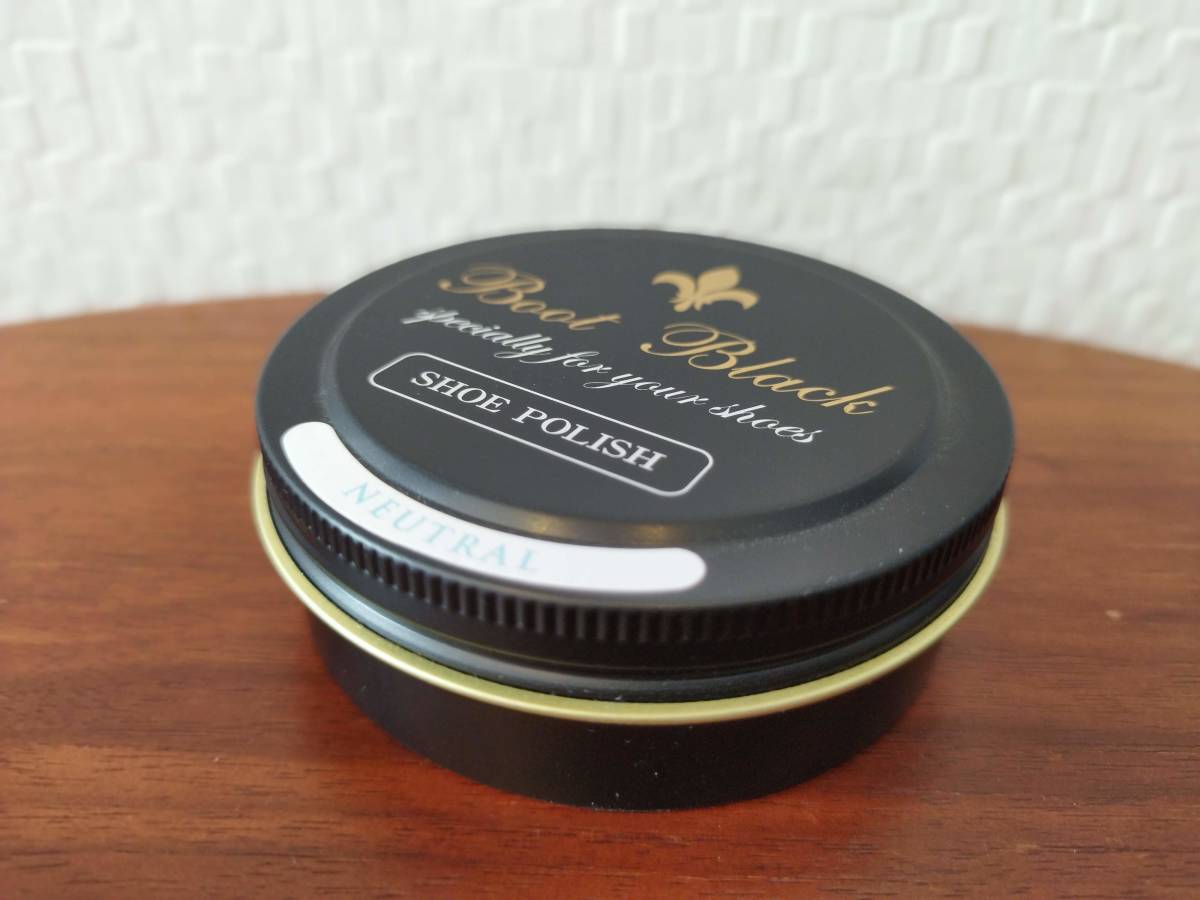 Boot Black
specially for your shoes
SHOE POLISH
NEUTRAL